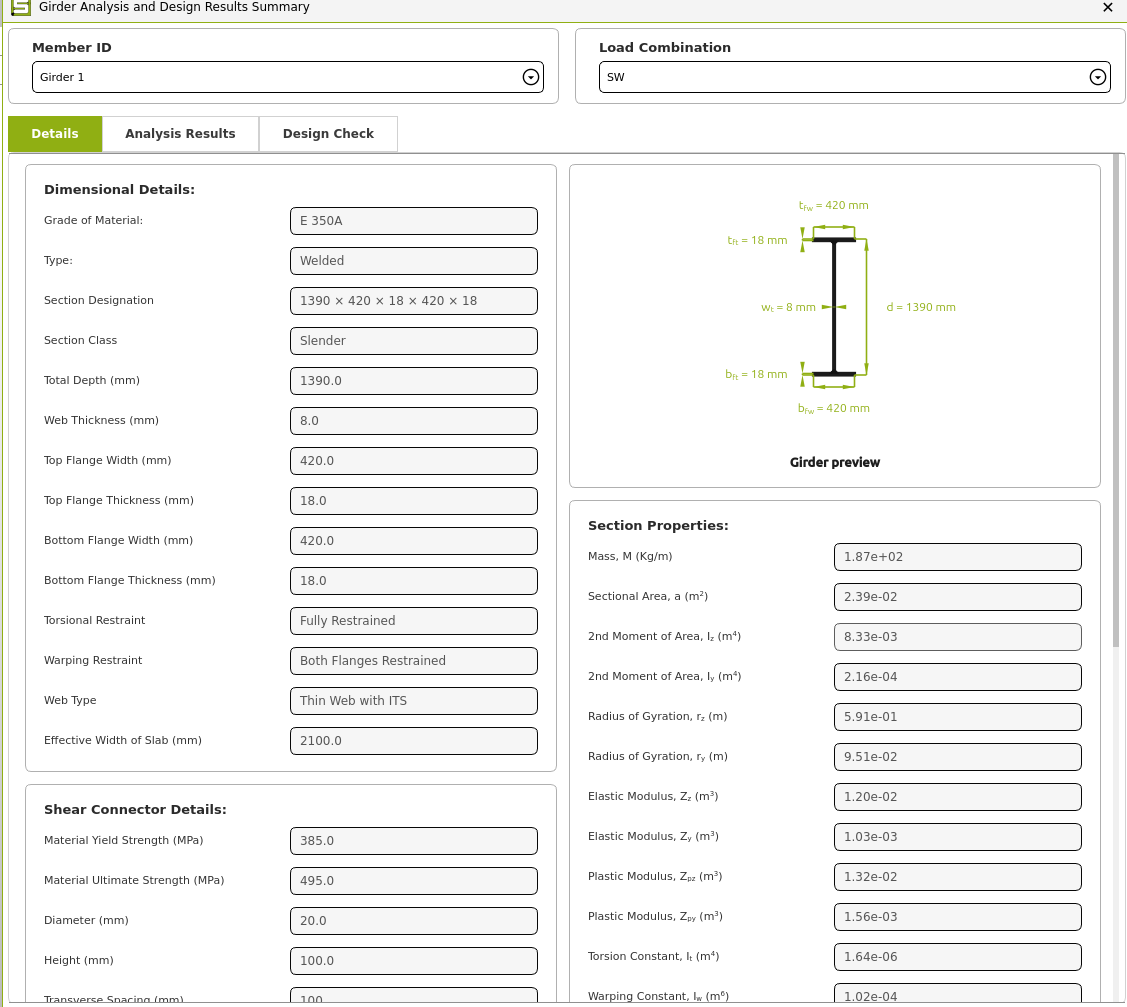 Girder Analysis and Design Results Summary
Member ID
Girder 1
Load Combination
SW
Details
Analysis Results
Design Check
Dimensional Details:
Grade of Material: E 350A
Type: Welded
Section Designation 1390 × 420 × 18 × 420 × 18
Section Class Slender
Total Depth (mm) 1390.0
Web Thickness (mm) 8.0
Top Flange Width (mm) 420.0
Top Flange Thickness (mm) 18.0
Bottom Flange Width (mm) 420.0
Bottom Flange Thickness (mm) 18.0
Torsional Restraint Fully Restrained
Warping Restraint Both Flanges Restrained
Web Type Thin Web with ITS
Effective Width of Slab (mm) 2100.0
Shear Connector Details:
Material Yield Strength (MPa) 385.0
Material Ultimate Strength (MPa) 495.0
Diameter (mm) 20.0
Height (mm) 100.0
Transverse Spacing (mm) 100
t_fw = 420 mm
t_ft = 18 mm
w_t = 8 mm
d = 1390 mm
b_ft = 18 mm
b_fw = 420 mm
Girder preview
Section Properties:
Mass, M (Kg/m) 1.87e+02
Sectional Area, a (m²) 2.39e-02
2nd Moment of Area, I_z (m⁴) 8.33e-03
2nd Moment of Area, I_y (m⁴) 2.16e-04
Radius of Gyration, r_z (m) 5.91e-01
Radius of Gyration, r_y (m) 9.51e-02
Elastic Modulus, Z_z (m³) 1.20e-02
Elastic Modulus, Z_y (m³) 1.03e-03
Plastic Modulus, Z_pz (m³) 1.32e-02
Plastic Modulus, Z_py (m³) 1.56e-03
Torsion Constant, I_t (m⁴) 1.64e-06
Warping Constant, I_w (m⁶) 1.02e-04